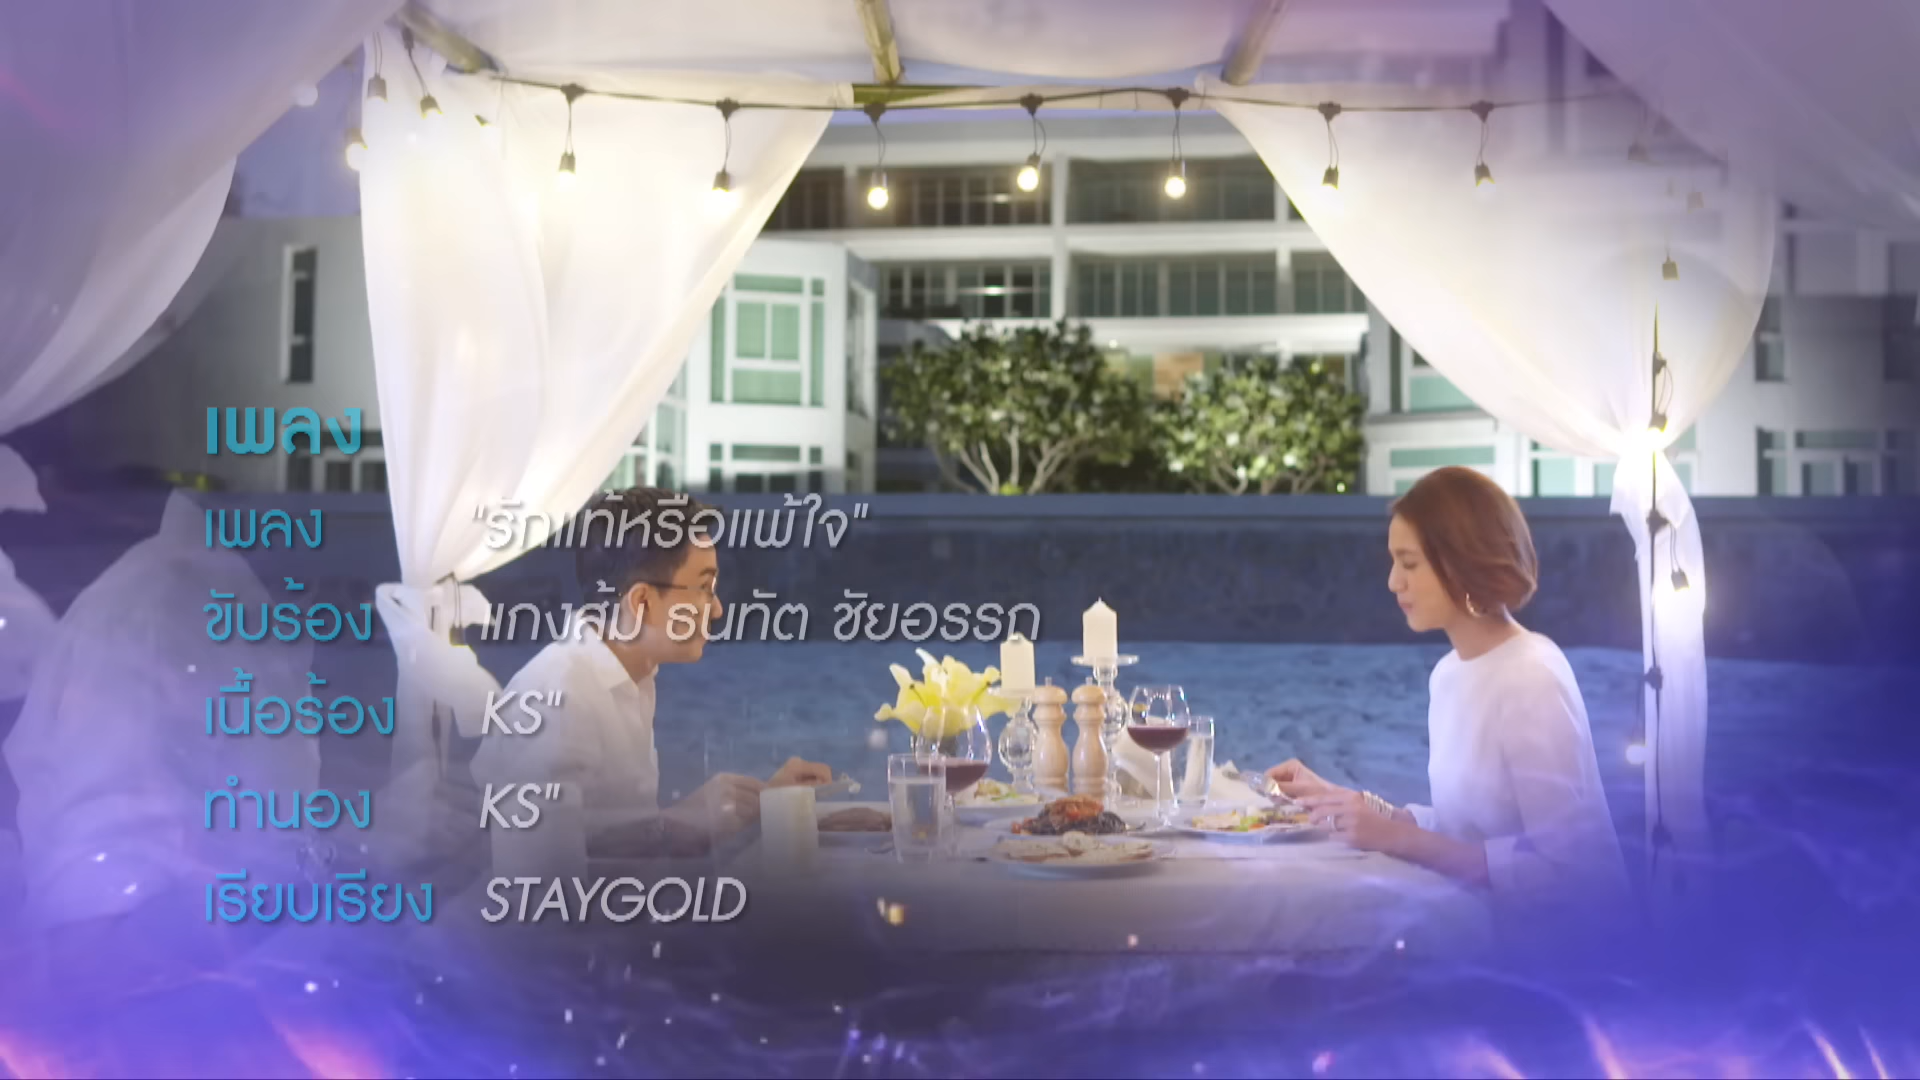 เพลง
เพลง "รักแท้หรือแพ้ใจ"
ขับร้อง แกงส้ม ธนทัต ชัยอรรถ
เนื้อร้อง KS"
ทำนอง KS"
เรียบเรียง STAYGOLD